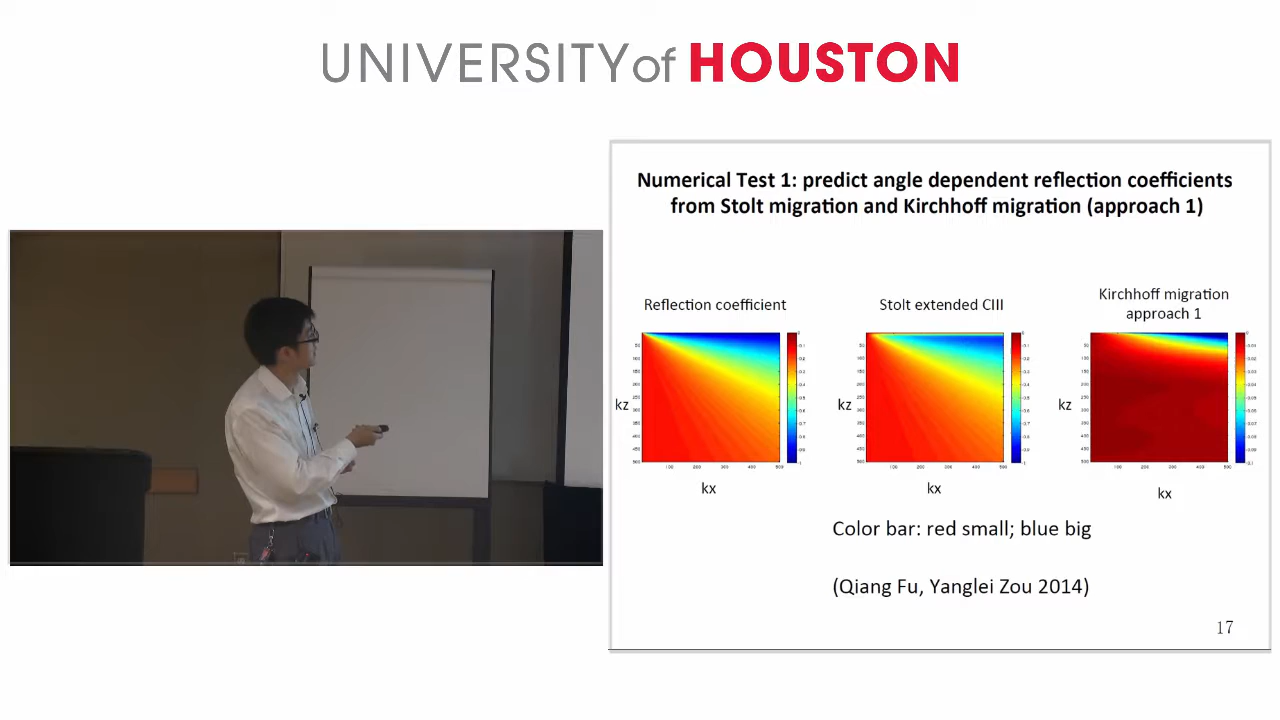 UNIVERSITY of HOUSTON
Numerical Test 1: predict angle dependent reflection coefficients
from Stolt migration and Kirchhoff migration (approach 1)
Reflection coefficient
Stolt extended CIII
Kirchhoff migration
approach 1
kz
kx
kz
kx
kz
kx
Color bar: red small; blue big
(Qiang Fu, Yanglei Zou 2014)
17